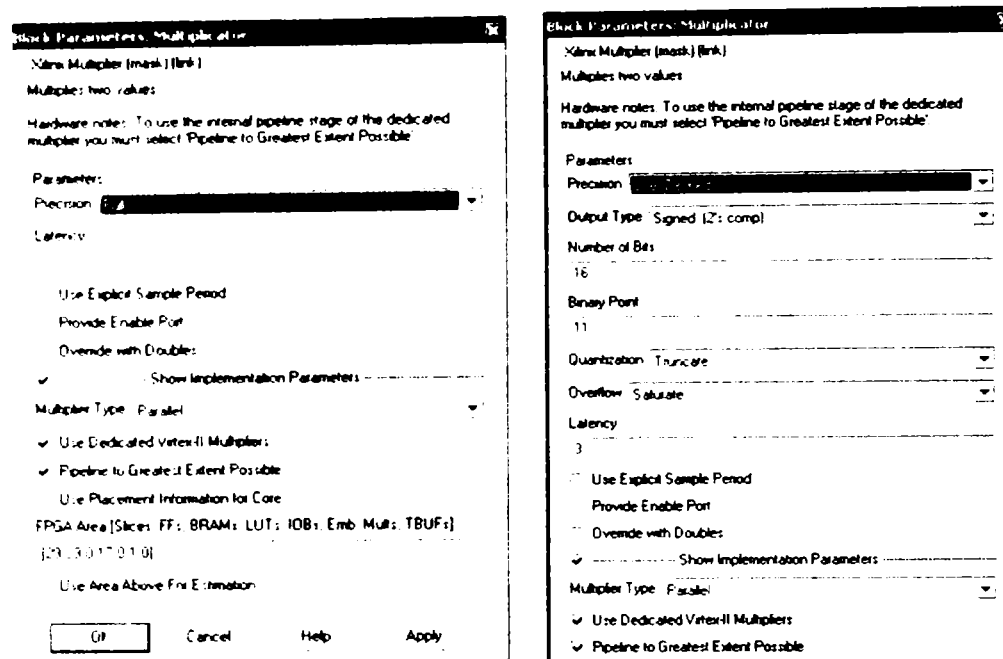 Block Parameters: Multiplicator
Xilinx Multiplier (mask) (link)
Multiplies two values
Hardware notes: To use the internal pipeline stage of the dedicated
multiplier you must select 'Pipeline to Greatest Extent Possible'
Parameters
Precision
Latency
Use Explicit Sample Period
Provide Enable Port
Override with Doubles
Show Implementation Parameters
Multiplier Type Parallel
Use Dedicated Virtex-II Multipliers
Pipeline to Greatest Extent Possible
Use Placement Information for Core
FPGA Area [Slices, FFs, BRAMs, LUTs, IOBs, Emb. Mults, TBUFs]
Use Area Above For Estimation
OK Cancel Help Apply
Block Parameters: Multiplicator
Xilinx Multiplier (mask) (link)
Multiplies two values
Hardware notes: To use the internal pipeline stage of the dedicated
multiplier you must select 'Pipeline to Greatest Extent Possible'
Parameters
Precision
Output Type Signed (2's comp)
Number of Bits
16
Binary Point
11
Quantization Truncate
Overflow Saturate
Latency
3
Use Explicit Sample Period
Provide Enable Port
Override with Doubles
Show Implementation Parameters
Multiplier Type Parallel
Use Dedicated Virtex-II Multipliers
Pipeline to Greatest Extent Possible